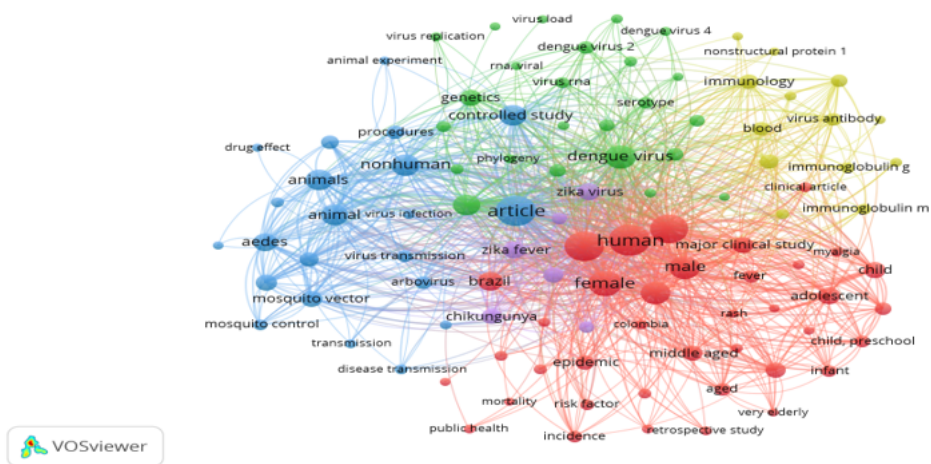 virus load
virus replication
dengue virus 4
dengue virus 2
nonstructural protein 1
animal experiment
rna, viral
virus rna
immunology
genetics
serotype
controlled study
virus antibody
blood
procedures
drug effect
phylogeny
dengue virus
nonhuman
immunoglobulin g
animals
zika virus
clinical article
article
immunoglobulin m
animal
virus infection
aedes
human
major clinical study
zika fever
myalgia
virus transmission
male
child
fever
arbovirus
brazil
female
adolescent
mosquito vector
rash
chikungunya
mosquito control
colombia
child, preschool
transmission
middle aged
epidemic
disease transmission
infant
aged
mortality
risk factor
very elderly
public health
retrospective study
incidence
VOSviewer